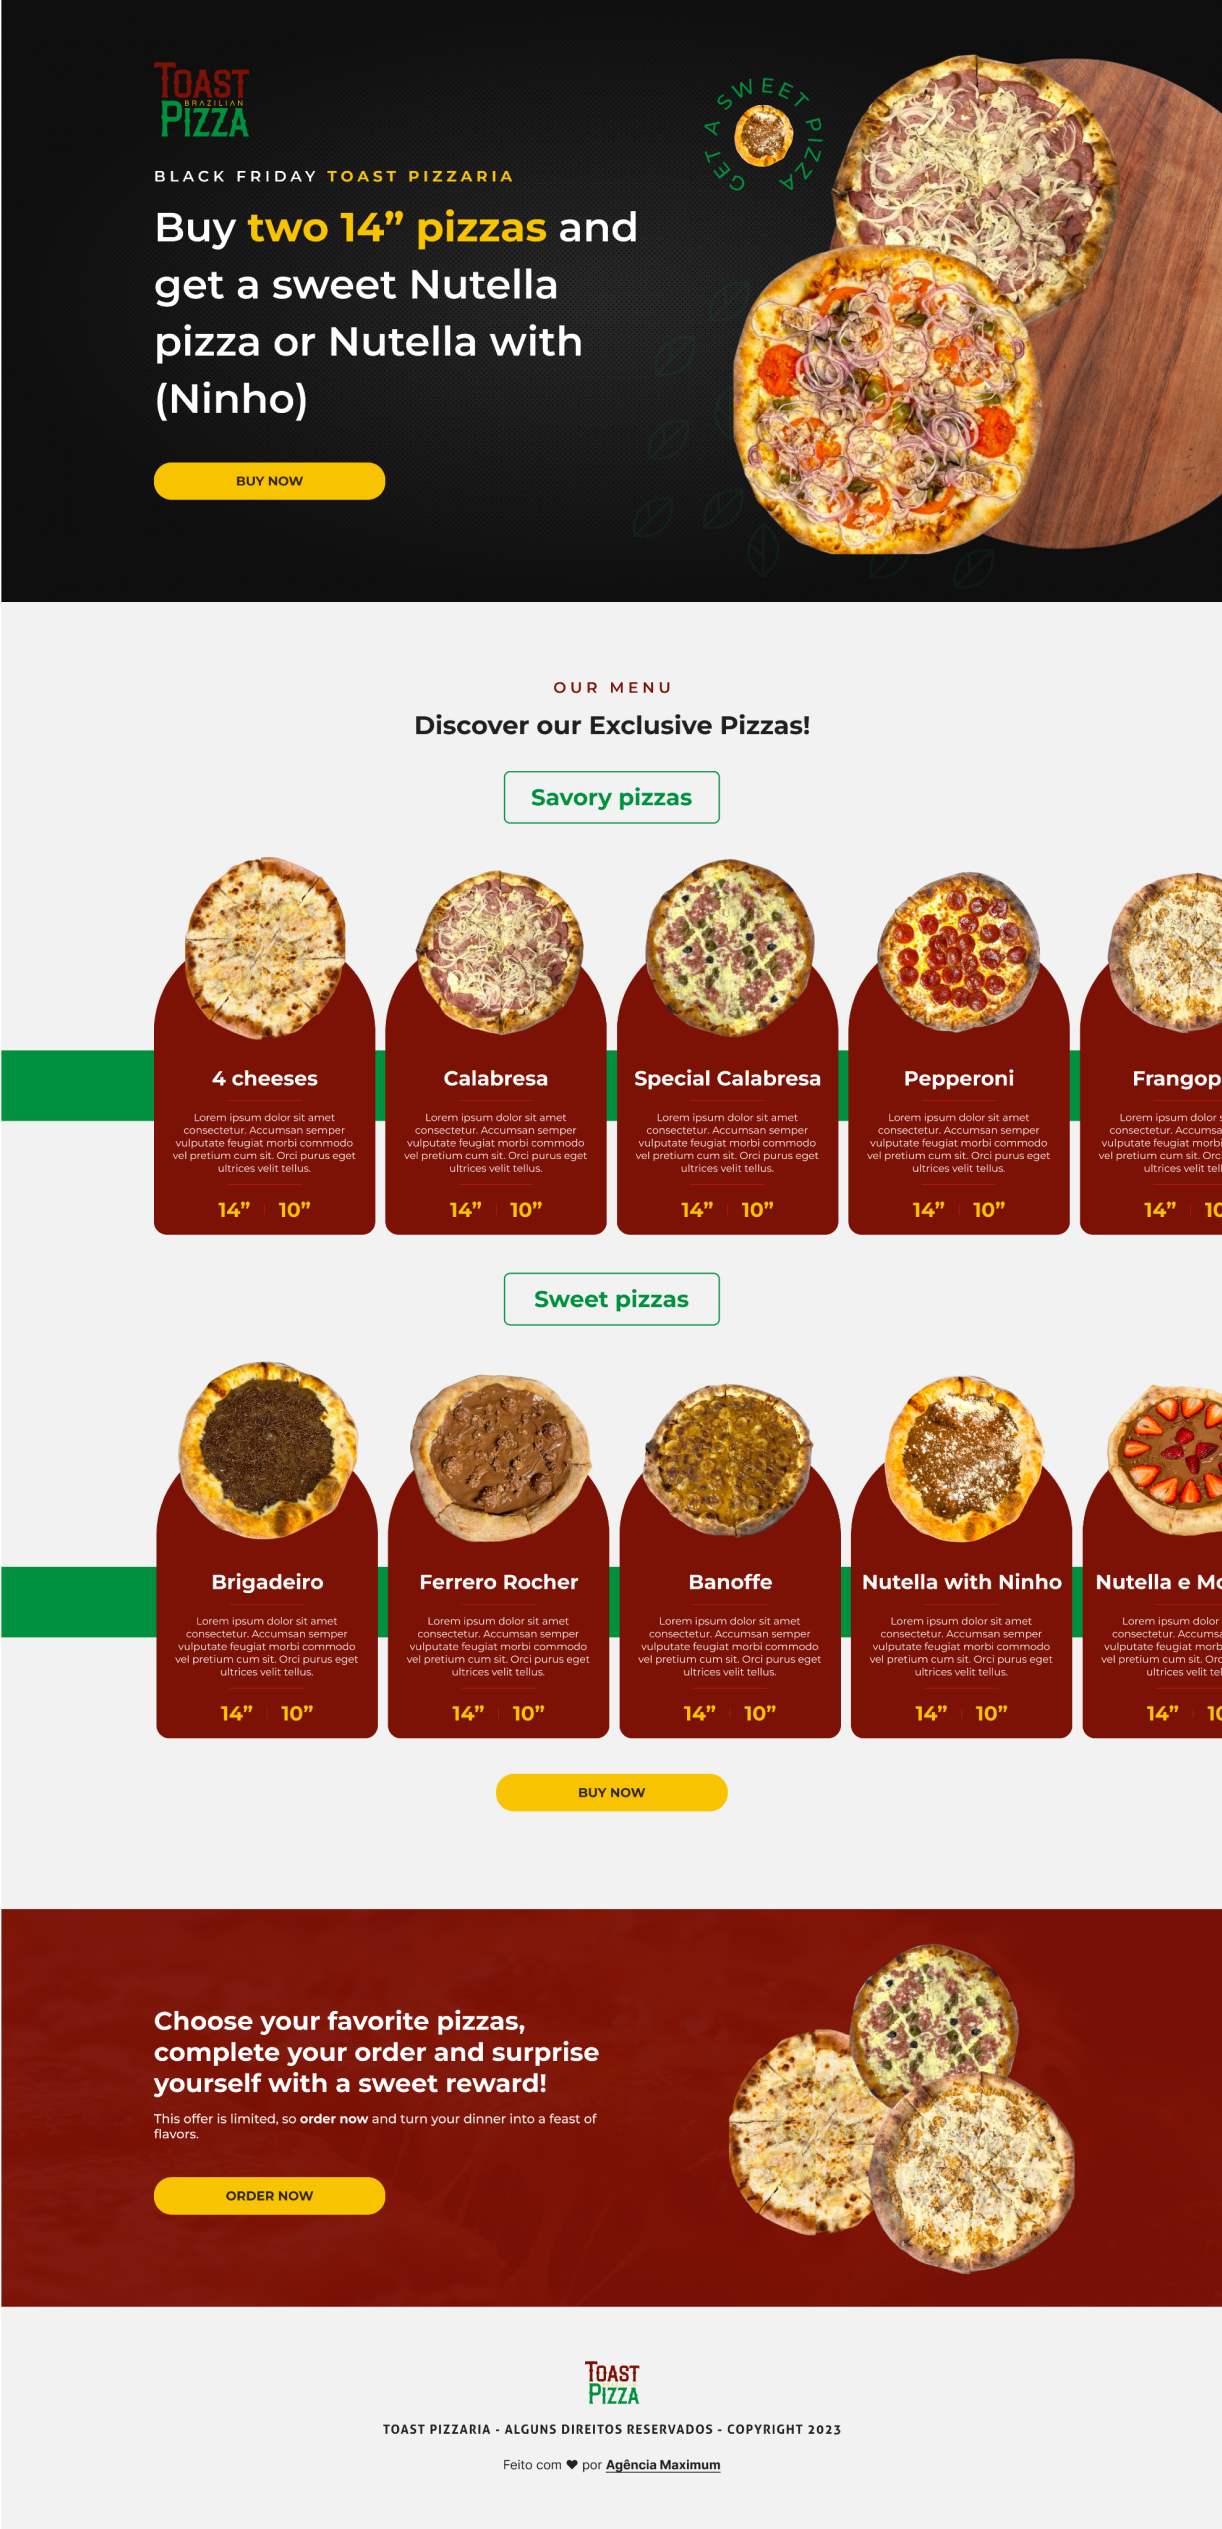 TOAST
BRAZILIAN
PIZZA
GET A SWEET PIZZA
BLACK FRIDAY TOAST PIZZARIA
Buy two 14” pizzas and
get a sweet Nutella
pizza or Nutella with
(Ninho)
BUY NOW
OUR MENU
Discover our Exclusive Pizzas!
Savory pizzas
4 cheeses
Lorem ipsum dolor sit amet
consectetur. Accumsan semper
vulputate feugiat morbi commodo
vel pretium cum sit. Orci purus eget
ultrices velit tellus.
14” 10”
Calabresa
Lorem ipsum dolor sit amet
consectetur. Accumsan semper
vulputate feugiat morbi commodo
vel pretium cum sit. Orci purus eget
ultrices velit tellus.
14” 10”
Special Calabresa
Lorem ipsum dolor sit amet
consectetur. Accumsan semper
vulputate feugiat morbi commodo
vel pretium cum sit. Orci purus eget
ultrices velit tellus.
14” 10”
Pepperoni
Lorem ipsum dolor sit amet
consectetur. Accumsan semper
vulputate feugiat morbi commodo
vel pretium cum sit. Orci purus eget
ultrices velit tellus.
14” 10”
Frangop
Lorem ipsum dolor
consectetur.
vulputate feugiat
vel pretium cum sit.
ultrices velit
14”
Sweet pizzas
Brigadeiro
Lorem ipsum dolor sit amet
consectetur. Accumsan semper
vulputate feugiat morbi commodo
vel pretium cum sit. Orci purus eget
ultrices velit tellus.
14” 10”
Ferrero Rocher
Lorem ipsum dolor sit amet
consectetur. Accumsan semper
vulputate feugiat morbi commodo
vel pretium cum sit. Orci purus eget
ultrices velit tellus.
14” 10”
Banoffe
Lorem ipsum dolor sit amet
consectetur. Accumsan semper
vulputate feugiat morbi commodo
vel pretium cum sit. Orci purus eget
ultrices velit tellus.
14” 10”
Nutella with Ninho
Lorem ipsum dolor sit amet
consectetur. Accumsan semper
vulputate feugiat morbi commodo
vel pretium cum sit. Orci purus eget
ultrices velit tellus.
14” 10”
Nutella e
Lorem ipsum dolor
consectetur.
vulputate feugiat
vel pretium cum sit.
ultrices velit
14”
BUY NOW
Choose your favorite pizzas,
complete your order and surprise
yourself with a sweet reward!
This offer is limited, so order now and turn your dinner into a feast of
flavors.
ORDER NOW
TOAST
PIZZA
TOAST PIZZARIA - ALGUNS DIREITOS RESERVADOS - COPYRIGHT 2023
Feito com ♥ por Agência Maximum